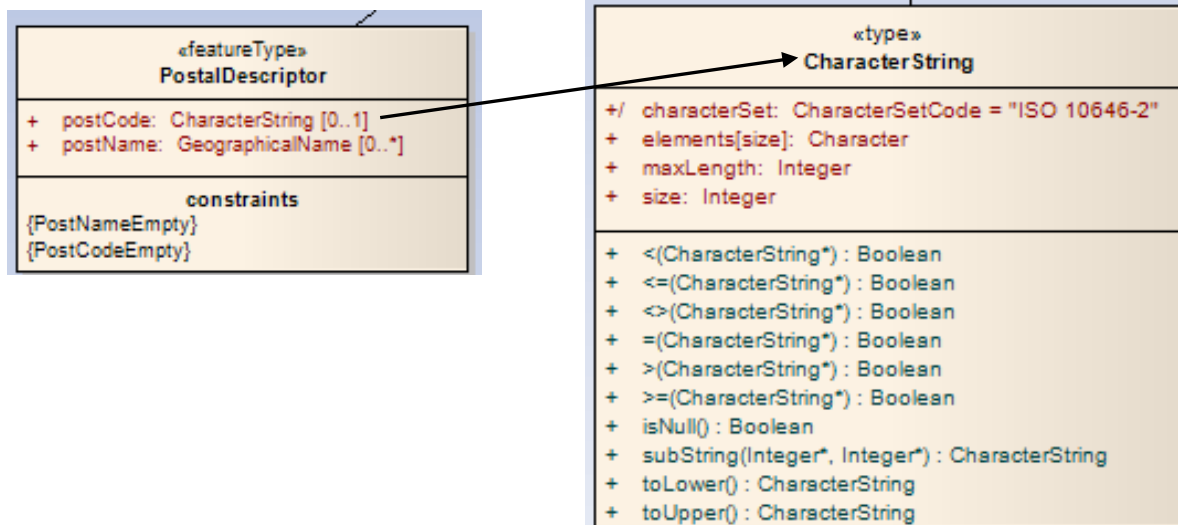 «featureType»
PostalDescriptor
+ postCode: CharacterString [0..1]
+ postName: GeographicalName [0..*]
constraints
{PostNameEmpty}
{PostCodeEmpty}
«type»
CharacterString
+/ characterSet: CharacterSetCode = "ISO 10646-2"
+ elements[size]: Character
+ maxLength: Integer
+ size: Integer
+ <(CharacterString*) : Boolean
+ <=(CharacterString*) : Boolean
+ <>(CharacterString*) : Boolean
+ =(CharacterString*) : Boolean
+ >(CharacterString*) : Boolean
+ >=(CharacterString*) : Boolean
+ isNull() : Boolean
+ subString(Integer*, Integer*) : CharacterString
+ toLower() : CharacterString
+ toUpper() : CharacterString